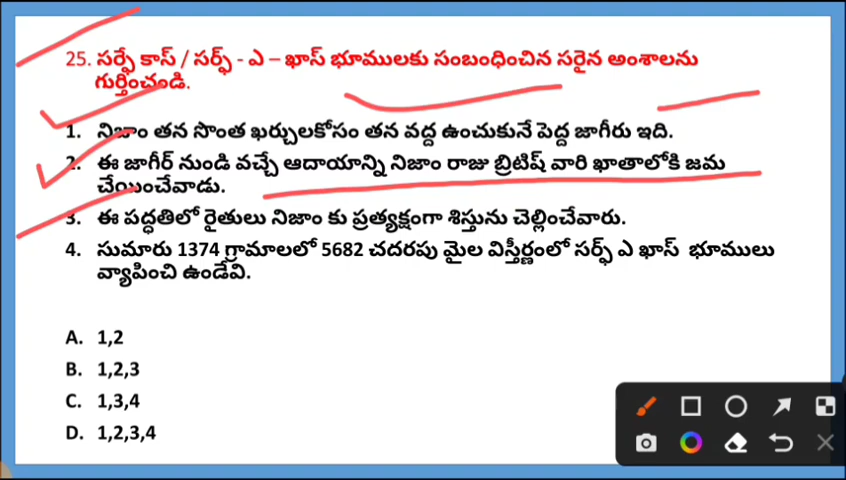 25. సర్ఫే కాస్ / సర్ఫ్ - ఎ – ఖాస్ భూములకు సంబంధించిన సరైన అంశాలను
గుర్తించండి.
1. నిజాం తన సొంత ఖర్చులకోసం తన వద్ద ఉంచుకునే పెద్ద జాగీరు ఇది.
2. ఈ జాగీర్ నుండి వచ్చే ఆదాయాన్ని నిజాం రాజు బ్రిటిష్ వారి ఖాతాలోకి జమ
చేయించేవాడు.
3. ఈ పద్ధతిలో రైతులు నిజాం కు ప్రత్యక్షంగా శిస్తును చెల్లించేవారు.
4. సుమారు 1374 గ్రామాలలో 5682 చదరపు మైల విస్తీర్ణంలో సర్ఫ్ ఎ ఖాస్ భూములు
వ్యాపించి ఉండేవి.
A. 1,2
B. 1,2,3
C. 1,3,4
D. 1,2,3,4